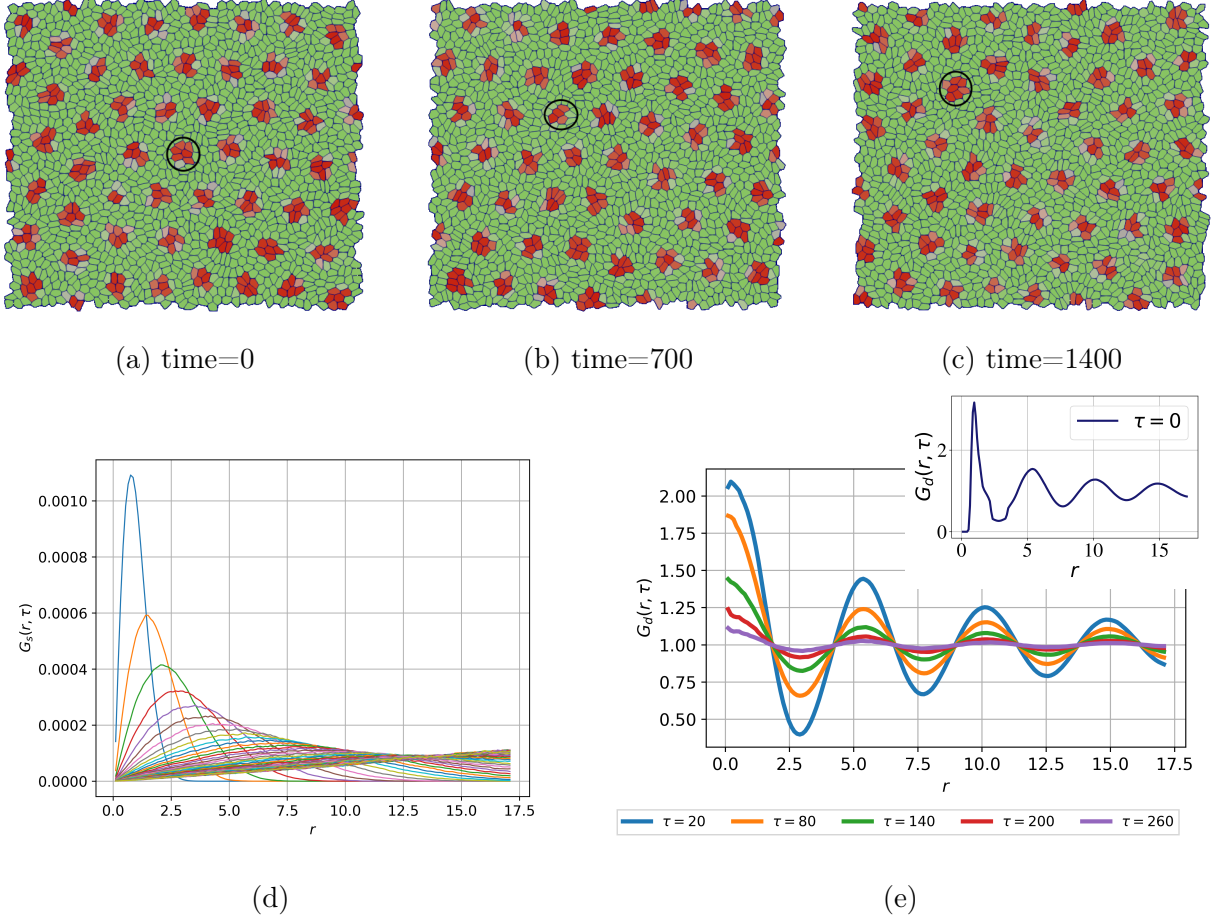 (a) time=0
(b) time=700
(c) time=1400
0.0010
0.0008
0.0006
0.0004
0.0002
0.0000
G_s(r, τ)
0.0 2.5 5.0 7.5 10.0 12.5 15.0 17.5
r
(d)
G_d(r, τ)
2
0
τ = 0
0 5 10 15
r
2.00
1.75
1.50
1.25
1.00
0.75
0.50
G_d(r, τ)
0.0 2.5 5.0 7.5 10.0 12.5 15.0 17.5
r
τ = 20 τ = 80 τ = 140 τ = 200 τ = 260
(e)